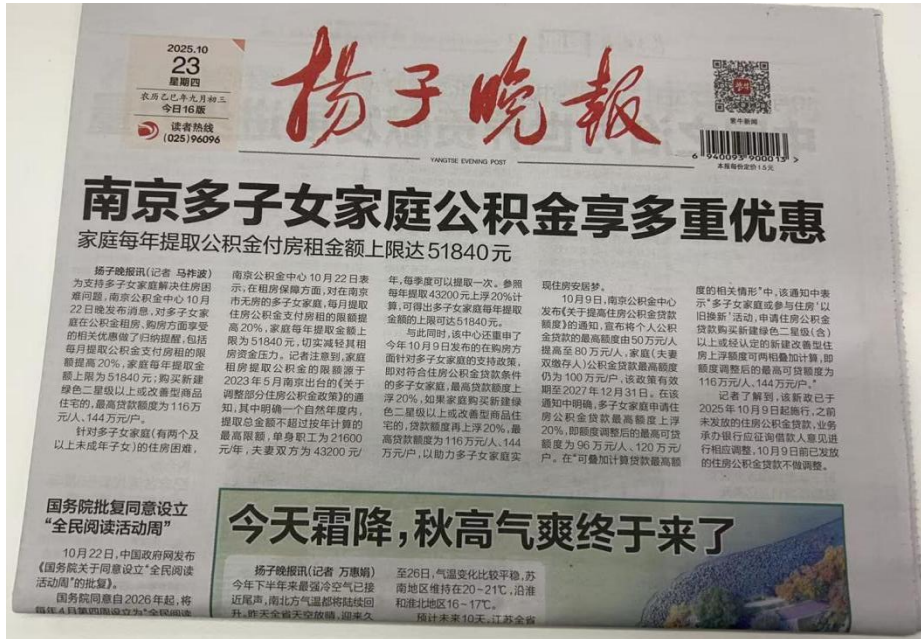 2025.10
23
星期四
农历乙巳年九月初三
今日16版
读者热线
(025)96096
揚子晚報
YANGTSE EVENING POST
紫牛新闻
6 940093 900013 >
本报每份定价1.5元
南京多子女家庭公积金享多重优惠
家庭每年提取公积金付房租金额上限达51840元
扬子晚报讯(记者 马祚波)
为支持多子女家庭解决住房困
难问题,南京公积金中心10月
22日晚发布消息,对多子女家
庭在公积金租房、购房方面享受
的相关优惠做了归纳提醒,包括
每月提取公积金支付房租的限
额提高20%,家庭每年提取金
额上限为51840元;购买新建
绿色二星级以上或改善型商品
住宅的,最高贷款额度为116万
元/人、144万元/户。
针对多子女家庭(有两个及
以上未成年子女)的住房困难,
南京公积金中心10月22日表
示,在租房保障方面,对在南京
市无房的多子女家庭,每月提取
住房公积金支付房租的限额提
高20%,家庭每年提取金额上
限为51840元,切实减轻其租
房资金压力。记者注意到,家庭
租房提取公积金的限额源于
2023年5月南京出台的《关于
调整部分住房公积金政策》的通
知,其中明确一个自然年度内,
提取总金额不超过按年计算的
最高限额,单身职工为21600
元/年,夫妻双方为43200元/
年,每季度可以提取一次。参照
每年提取43200元上浮20%计
算,可得出多子女家庭每年提取
金额的上限可达51840元。
与此同时,该中心还重申了
今年10月9日发布的在购房方
面针对多子女家庭的支持政策,
即对符合住房公积金贷款条件
的多子女家庭,最高贷款额度上
浮20%,如果家庭购买新建绿
色二星级以上或改善型商品住
宅的,贷款额度再上浮20%,最
高贷款额度为116万元/人、144
万元/户,以助力多子女家庭实
现住房安居梦。
10月9日,南京公积金中心
发布《关于提高住房公积金贷款
额度》的通知,宣布将个人公积
金贷款的最高额度由50万元/人
提高至80万元/人,家庭(夫妻
双缴存人)公积金贷款最高额度
仍为100万元/户,该政策有效
期至2027年12月31日。在该
通知中明确,多子女家庭申请住
房公积金贷款最高额度上浮
20%,即额度调整后的最高可贷
额度为96万元/人、120万元/
户。在“可叠加计算贷款最高额
度的相关情形”中,该通知中表
示“多子女家庭或参与住房‘以
旧换新’活动,申请住房公积金
贷款购买新建绿色二星级(含)
以上或经认定的新建改善型住
房上浮额度可两相叠加计算,即
额度调整后的最高可贷额度为
116万元/人、144万元/户。”
记者了解到,该新政已于
2025年10月9日起施行,之前
未发放的住房公积金贷款,业务
承办银行应征询借款人意见进
行相应调整,10月9日前已发放
的住房公积金贷款不做调整。
国务院批复同意设立
“全民阅读活动周”
10月22日,中国政府网发布
《国务院关于同意设立“全民阅读
活动周”的批复》。
国务院同意自2026年起,将
每年4月第四周设立为“全民阅读
今天霜降,秋高气爽终于来了
扬子晚报讯(记者 万惠娟)
今年下半年来最强冷空气已接
近尾声,南北方气温都将陆续回
升。昨天全省天空放晴,迎来久
至26日,气温变化比较平稳,苏
南地区维持在20~21℃,沿淮
和淮北地区16~17℃。
预计未来10天,江苏全省